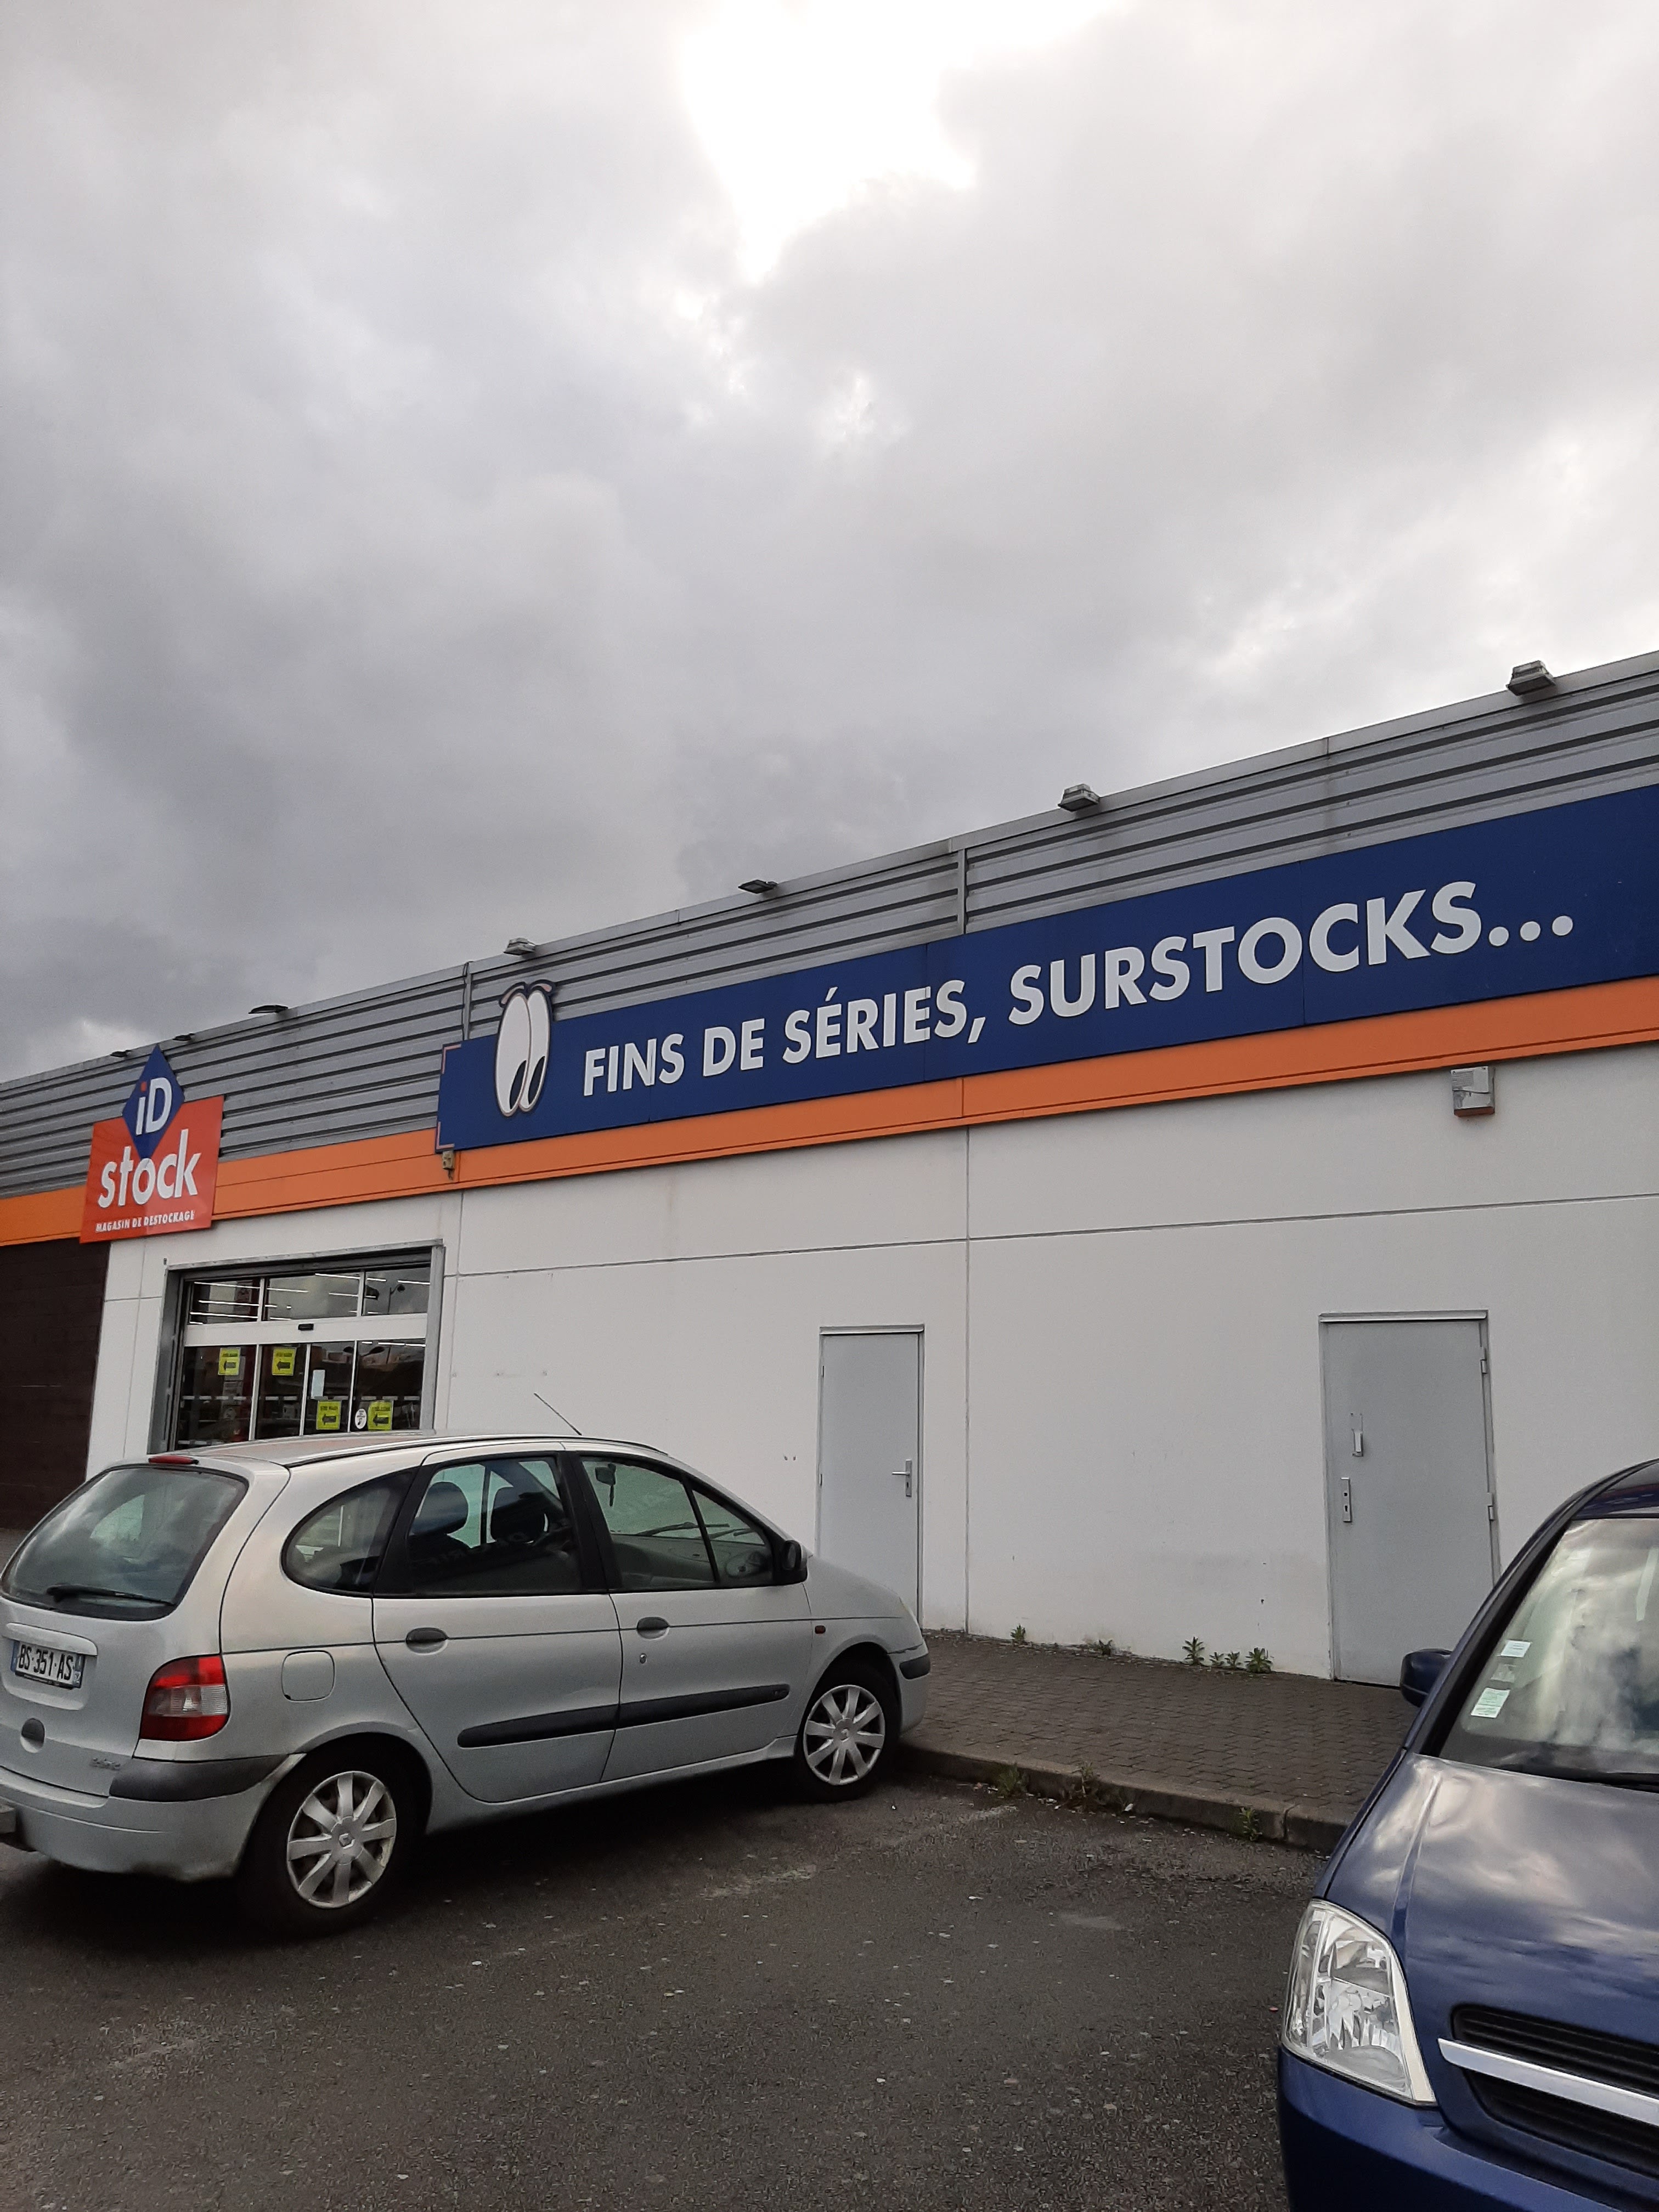 FINS DE SÉRIES, SURSTOCKS...
iD
stock
MAGASIN DE DESTOCKAGE
BS-351-AS